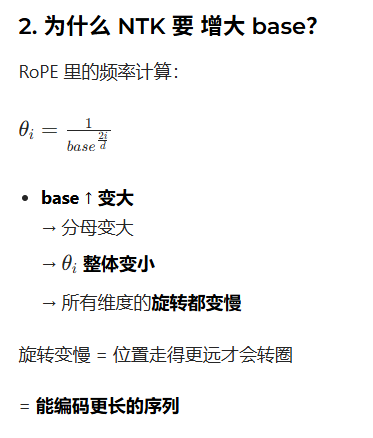 2. 为什么 NTK 要 增大 base？
RoPE 里的频率计算：
θ_i = 1 / base^(2i/d)
• base ↑ 变大
→ 分母变大
→ θ_i 整体变小
→ 所有维度的旋转都变慢
旋转变慢 = 位置走得更远才会转圈
= 能编码更长的序列